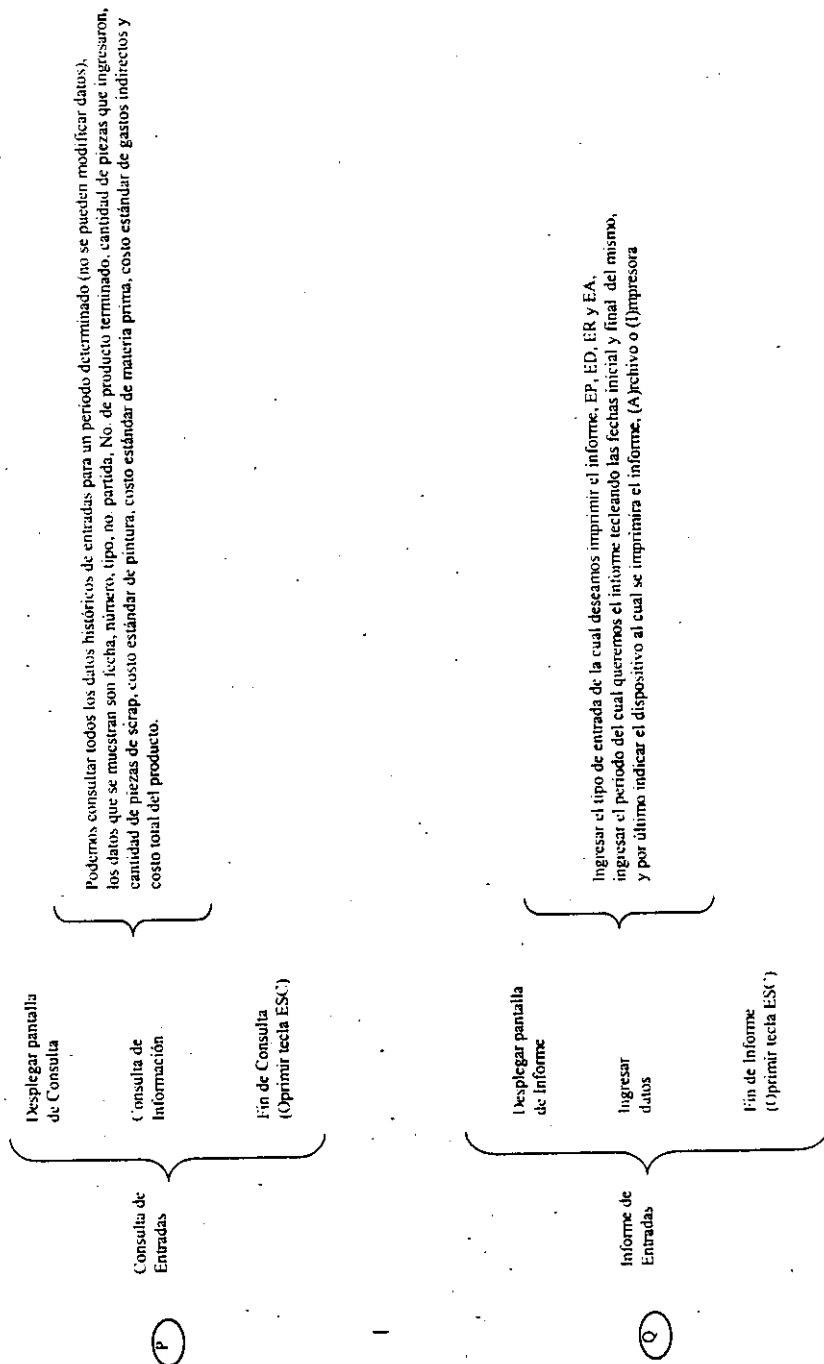 P
Consulta de
Entradas
Desplegar pantalla
de Consulta
Consulta de
Información
Fin de Consulta
(Oprimir tecla ESC)
Podemos consultar todos los datos históricos de entradas para un periodo determinado (no se pueden modificar datos),
los datos que se muestran son fecha, número, tipo, no. partida, No. de producto terminado, cantidad de piezas que ingresaron,
cantidad de piezas de scrap, costo estándar de pintura, costo estándar de materia prima, costo estándar de gastos indirectos y
costo total del producto.
Q
Informe de
Entradas
Desplegar pantalla
de Informe
Ingresar
datos
Fin de Informe
(Oprimir tecla ESC)
Ingresar el tipo de entrada de la cual deseamos imprimir el informe, EP, ED, ER y EA,
ingresar el periodo del cual queremos el informe tecleando las fechas inicial y final del mismo,
y por último indicar el dispositivo al cual se imprimira el informe, (A)rchivo o (I)mpresora